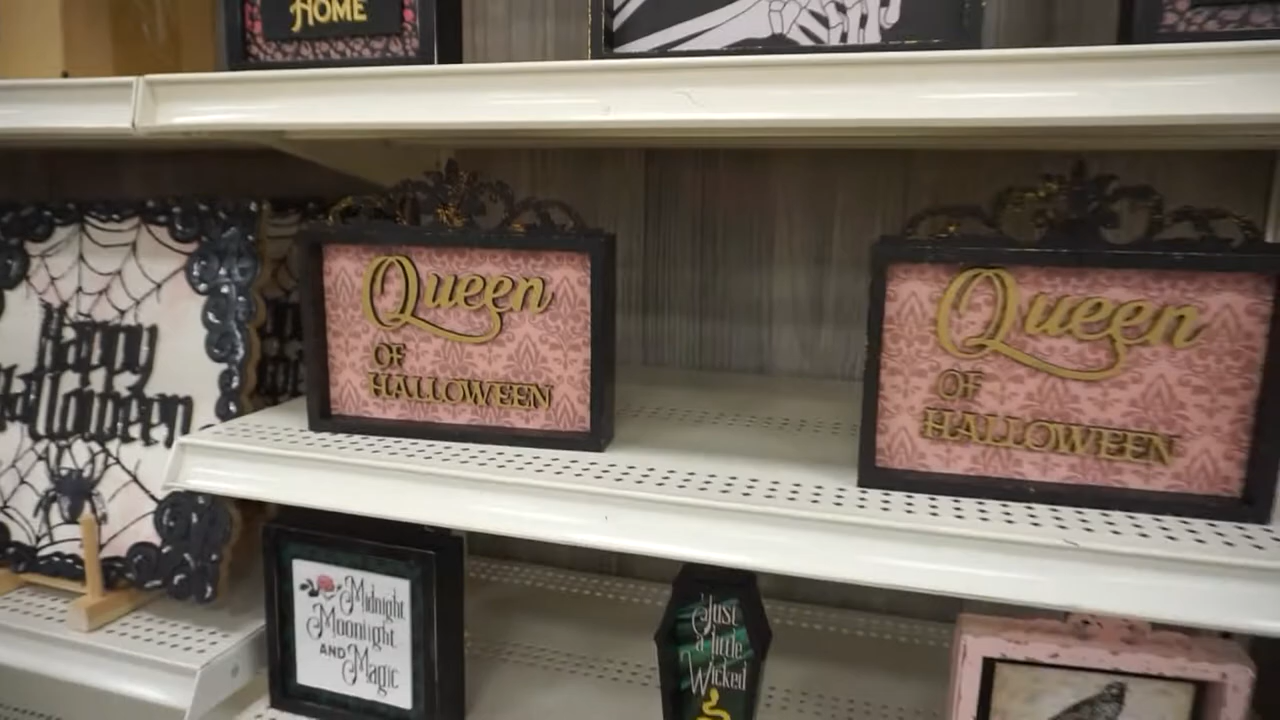 HOME
Happy
Halloween
Queen
OF
HALLOWEEN
Queen
OF
HALLOWEEN
Midnight
Moonlight
AND Magic
Just
a little
Wicked